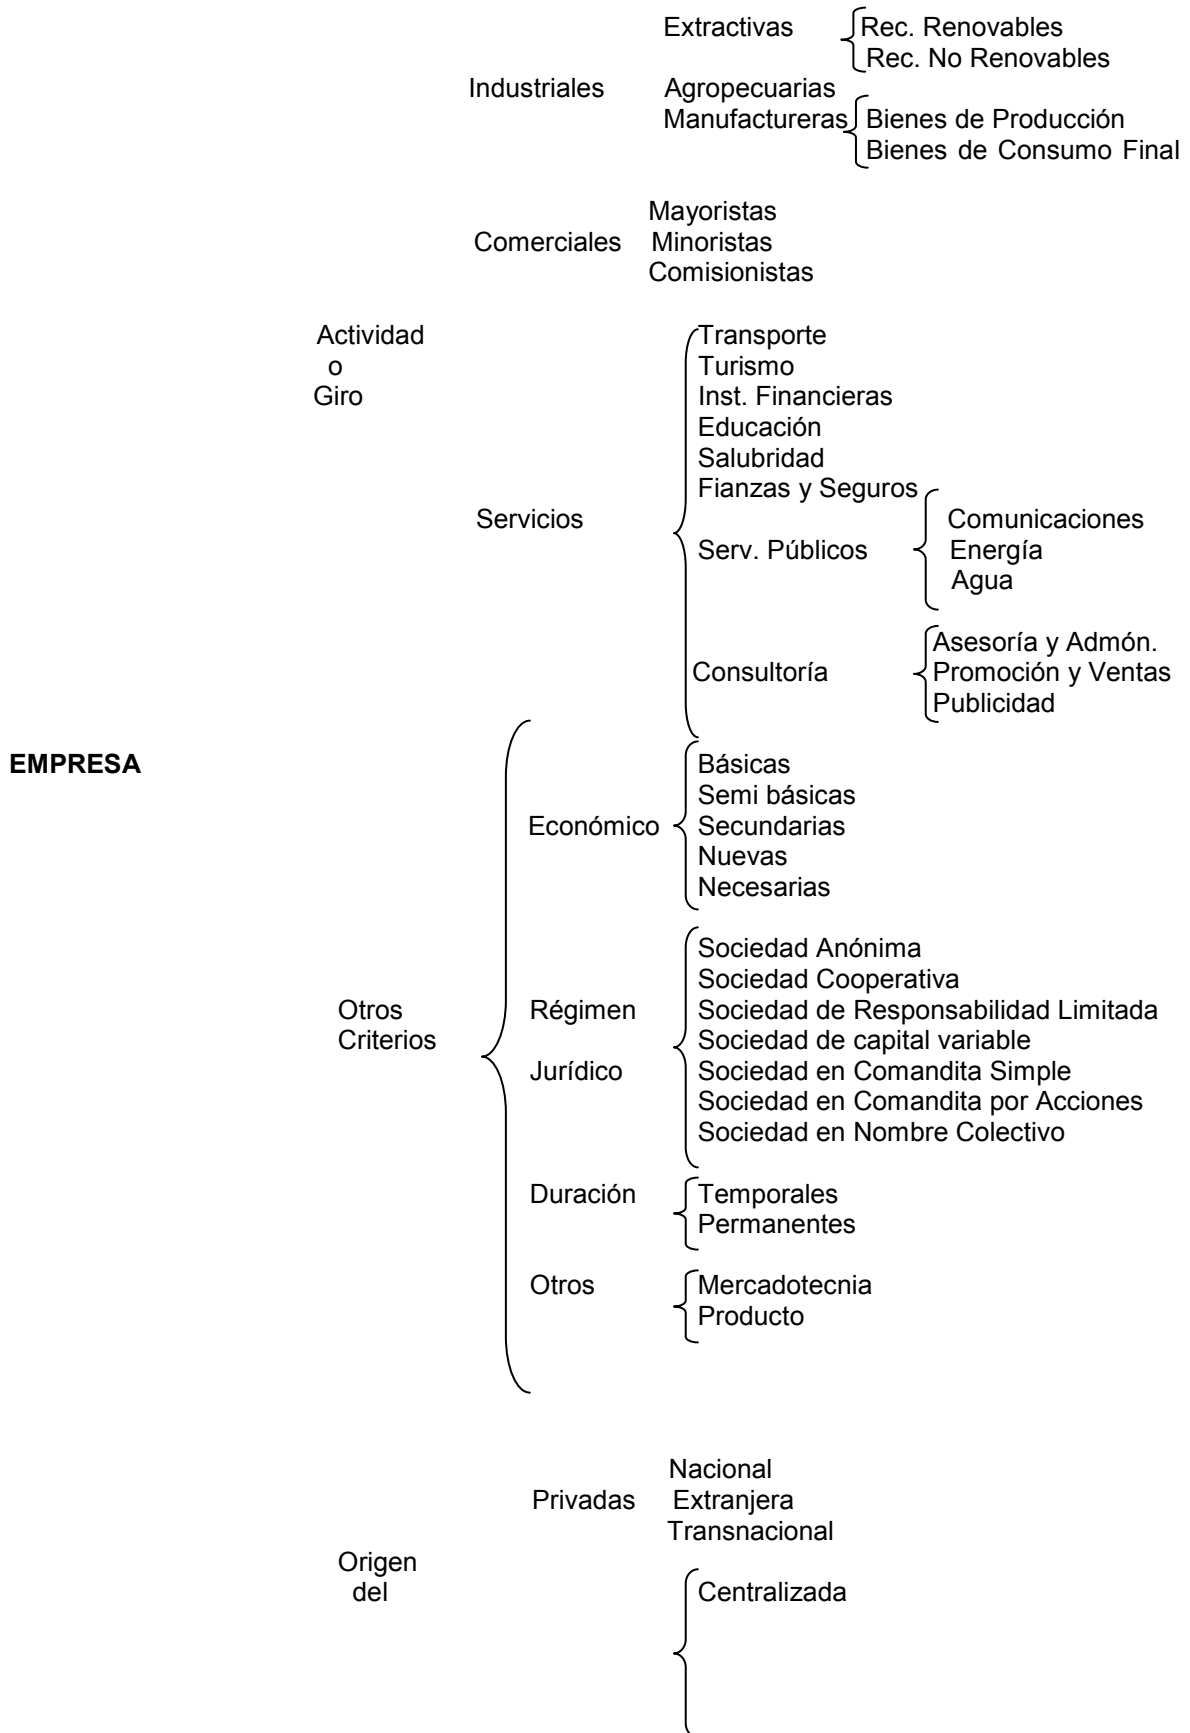 Extractivas Rec. Renovables
Rec. No Renovables
Industriales Agropecuarias
Manufactureras Bienes de Producción
Bienes de Consumo Final
Mayoristas
Comerciales Minoristas
Comisionistas
Actividad Transporte
o Turismo
Giro Inst. Financieras
Educación
Salubridad
Fianzas y Seguros
Servicios Comunicaciones
Serv. Públicos Energía
Agua
Asesoría y Admón.
Consultoría Promoción y Ventas
Publicidad
EMPRESA Básicas
Semi básicas
Económico Secundarias
Nuevas
Necesarias
Sociedad Anónima
Sociedad Cooperativa
Otros Régimen Sociedad de Responsabilidad Limitada
Criterios Sociedad de capital variable
Jurídico Sociedad en Comandita Simple
Sociedad en Comandita por Acciones
Sociedad en Nombre Colectivo
Duración Temporales
Permanentes
Otros Mercadotecnia
Producto
Nacional
Privadas Extranjera
Transnacional
Origen
del Centralizada